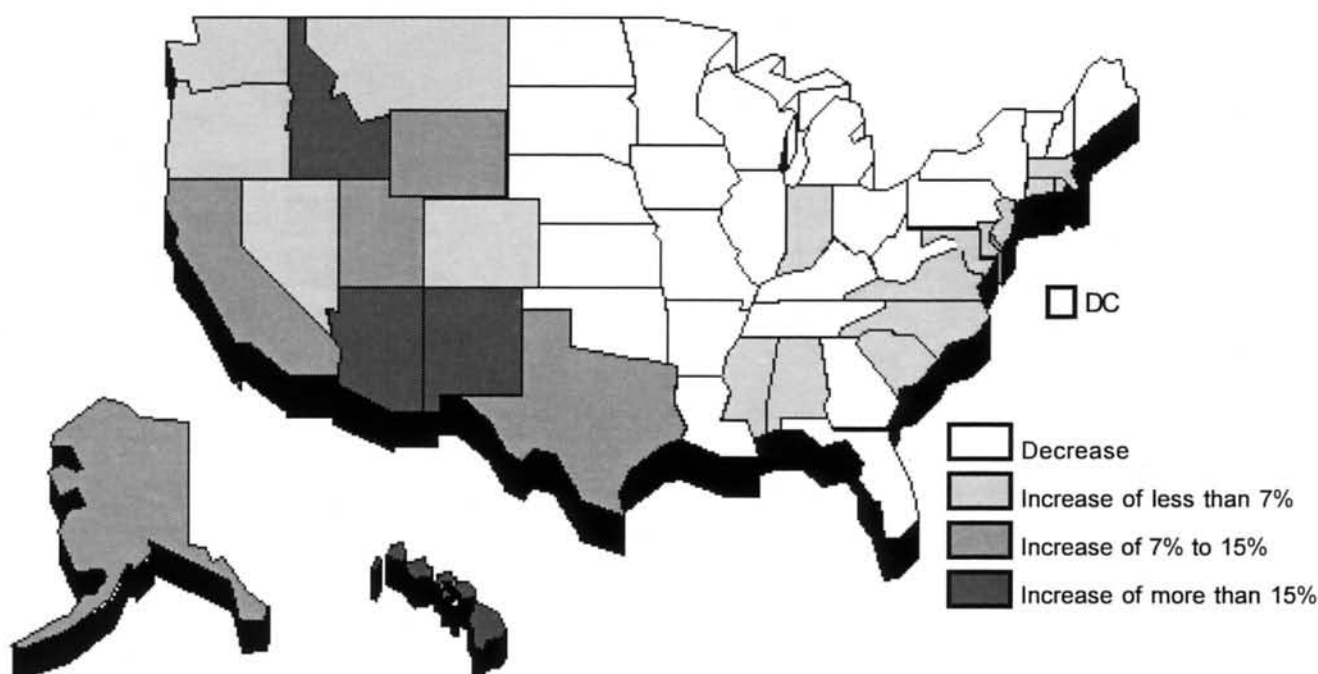 DC
Decrease
Increase of less than 7%
Increase of 7% to 15%
Increase of more than 15%